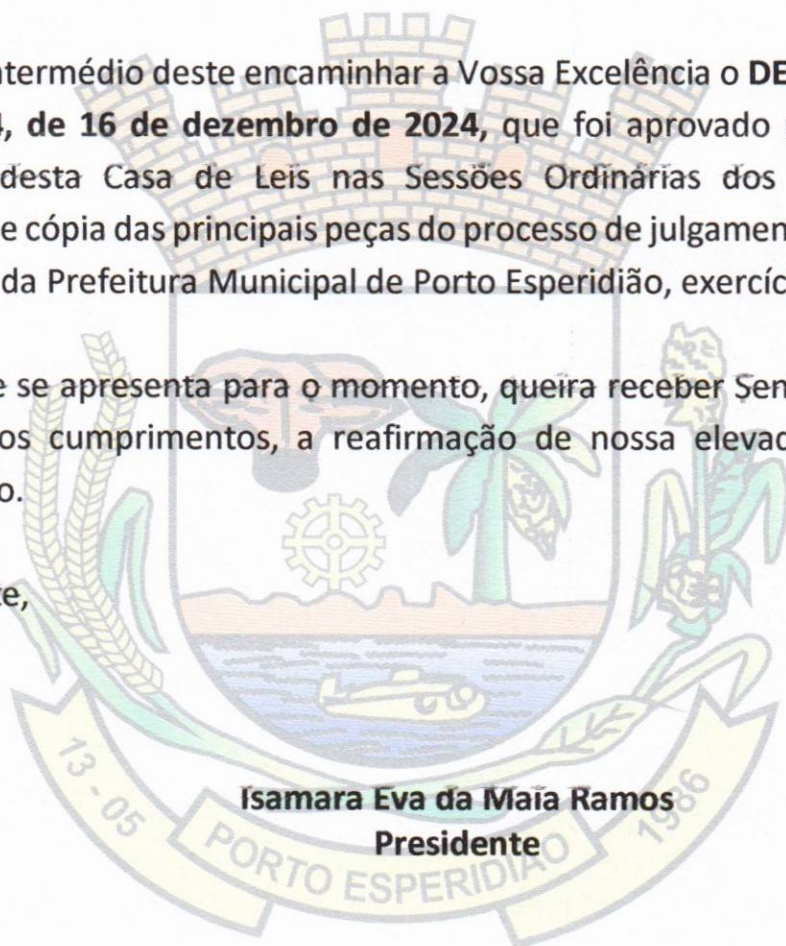 ntermédio deste encaminhar a Vossa Excelência o DE
4, de 16 de dezembro de 2024, que foi aprovado p
desta Casa de Leis nas Sessões Ordinárias dos
e cópia das principais peças do processo de julgamen
da Prefeitura Municipal de Porto Esperidião, exercíc
e se apresenta para o momento, queira receber Sen
os cumprimentos, a reafirmação de nossa elevad
o.
te,
Isamara Eva da Maia Ramos
Presidente
13 - 05
PORTO ESPERIDIÃO
1986